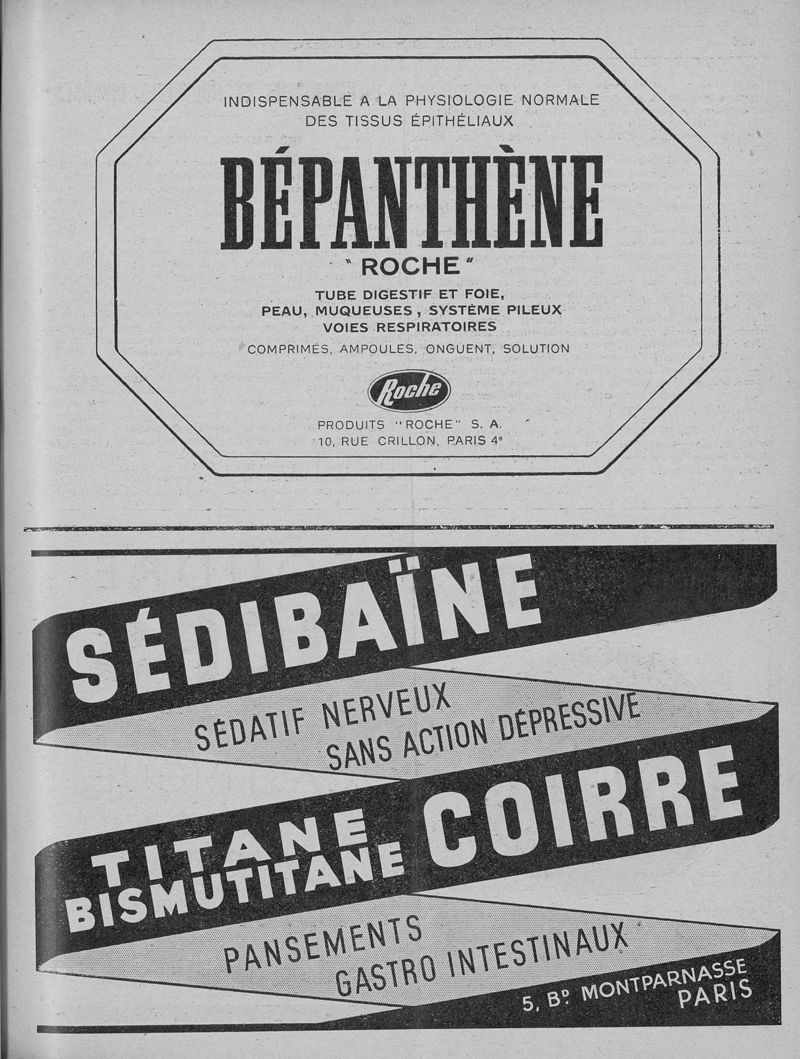 INDISPENSABLE A LA PHYSIOLOGIE NORMALE
DES TISSUS ÉPITHÉLIAUX
BÉPANTHÈNE
" ROCHE "
TUBE DIGESTIF ET FOIE,
PEAU, MUQUEUSES, SYSTÈME PILEUX
VOIES RESPIRATOIRES
COMPRIMÉS, AMPOULES, ONGUENT, SOLUTION
Roche
PRODUITS "ROCHE" S. A.
10, RUE CRILLON, PARIS 4e
SÉDIBAÏNE
SÉDATIF NERVEUX
SANS ACTION DÉPRESSIVE
TITANE
BISMUTITANE
COIRRE
PANSEMENTS
GASTRO INTESTINAUX
5, BD. MONTPARNASSE
PARIS